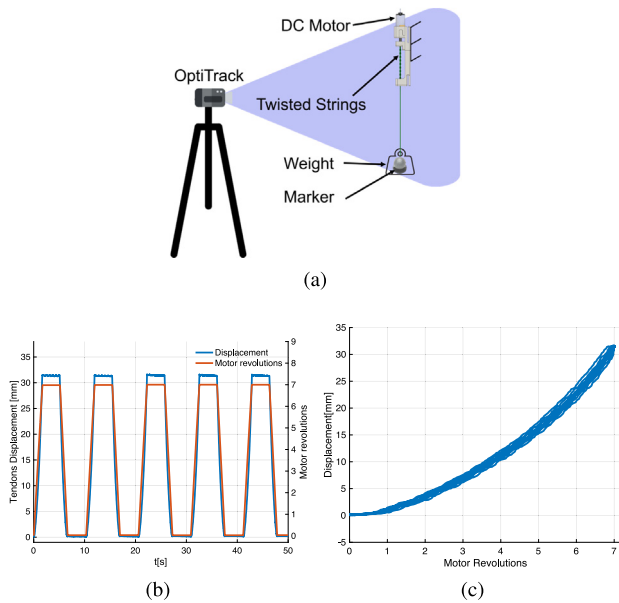 DC Motor
OptiTrack
Twisted Strings
Weight
Marker
(a)
Displacement
Motor revolutions
Tendons Displacement [mm]
35
30
25
20
15
10
5
0
9
8
7
6
5
4
3
2
1
0
Motor revolutions
0 10 20 30 40 50
t[s]
(b)
Displacement[mm]
35
30
25
20
15
10
5
0
-5
0 1 2 3 4 5 6 7
Motor Revolutions
(c)